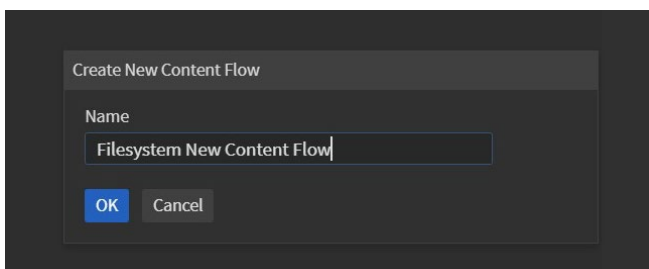 Create New Content Flow
Name
Filesystem New Content Flow
OK Cancel